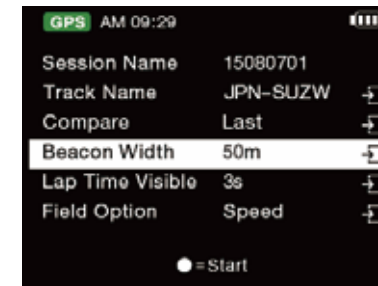 GPS AM 09:29
Session Name 15080701
Track Name JPN-SUZW
Compare Last
Beacon Width 50m
Lap Time Visible 3s
Field Option Speed
=Start